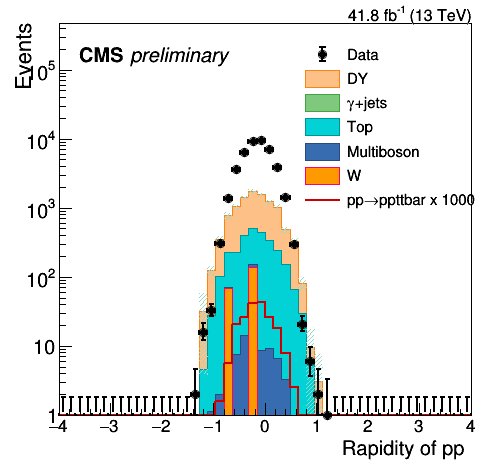 41.8 fb⁻¹ (13 TeV)
Events
CMS preliminary
Data
DY
γ+jets
Top
Multiboson
W
pp→ppttbar x 1000
10⁵
10⁴
10³
10²
10
1
−4 −3 −2 −1 0 1 2 3 4
Rapidity of pp